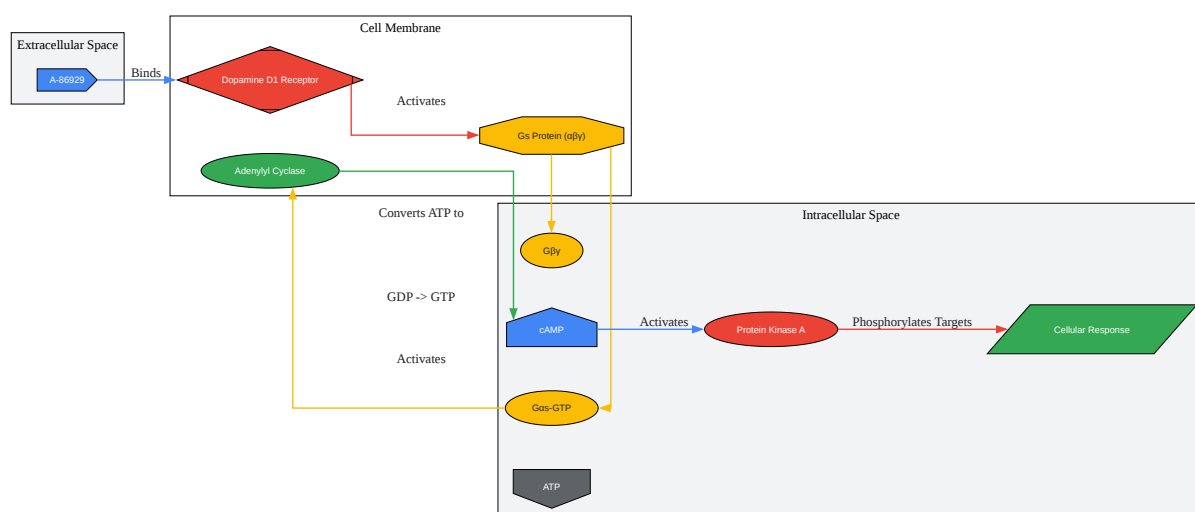 Cell Membrane
Extracellular Space
A-86929
Binds
Dopamine D1 Receptor
Activates
Gs Protein (αβγ)
Adenylyl Cyclase
Converts ATP to
Intracellular Space
Gβγ
GDP -> GTP
cAMP
Activates
Protein Kinase A
Phosphorylates Targets
Cellular Response
Activates
Gαs-GTP
ATP